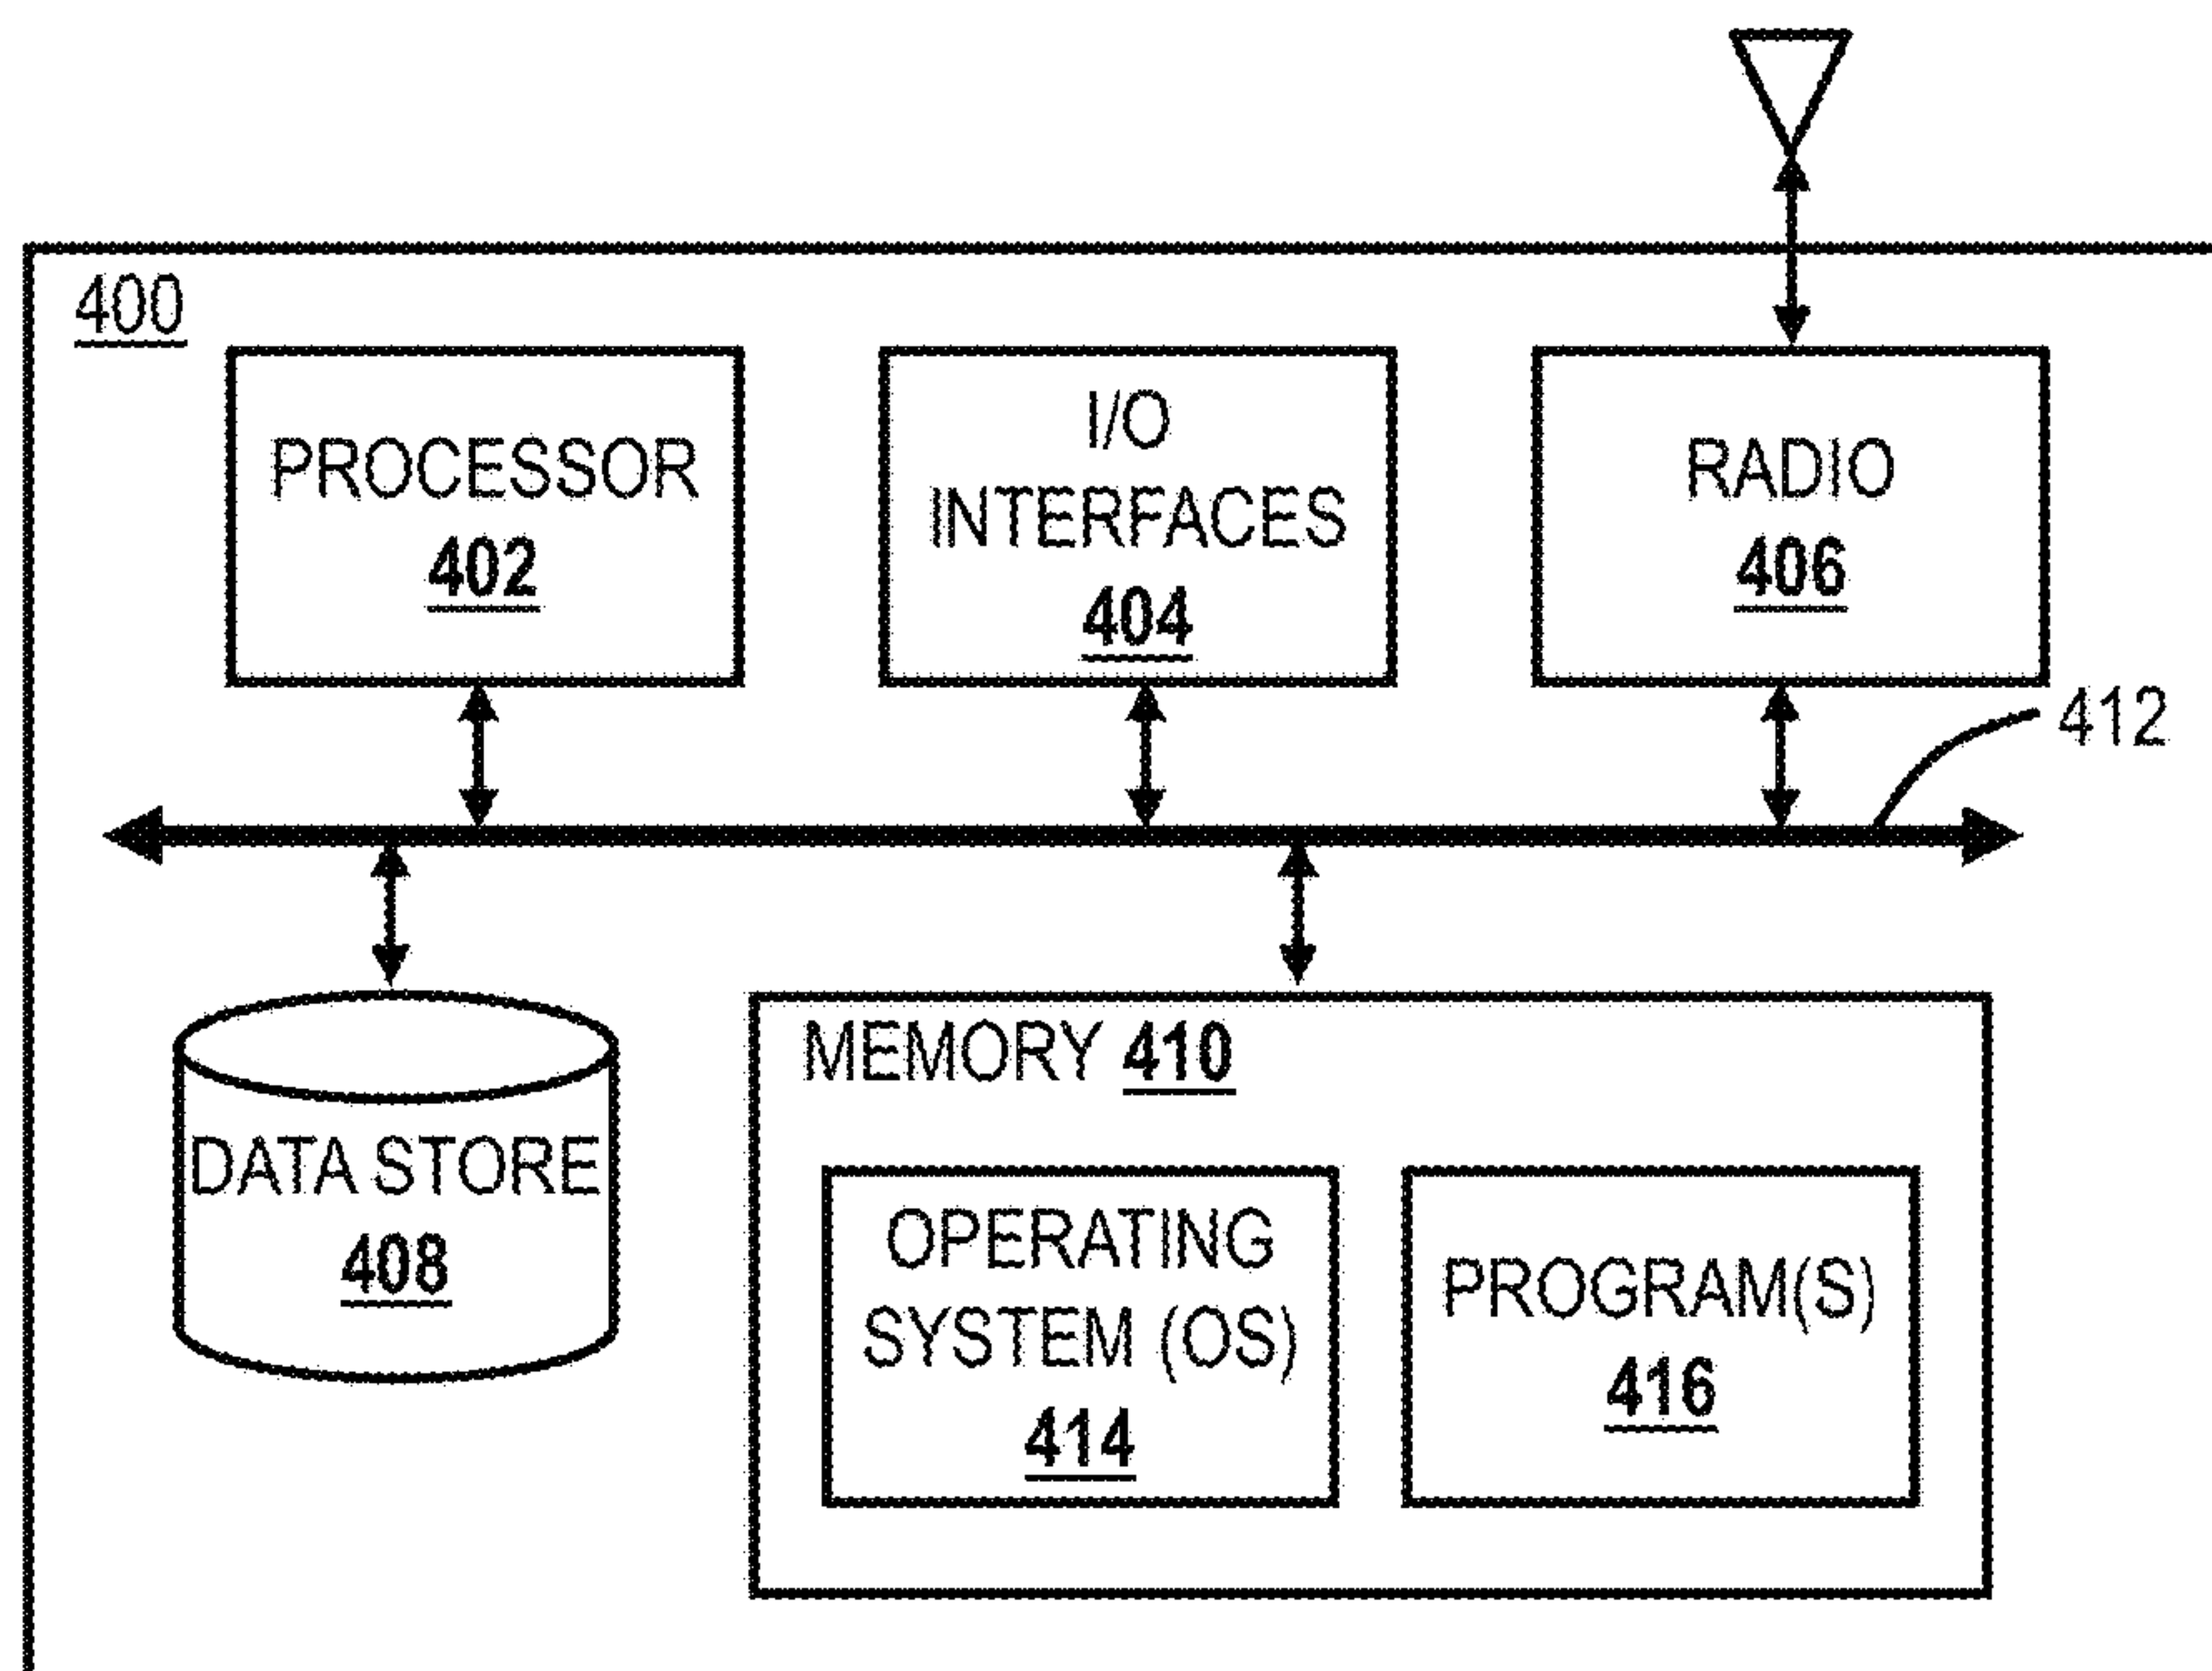 400
PROCESSOR
402
I/O
INTERFACES
404
RADIO
406
412
DATA STORE
408
MEMORY 410
OPERATING
SYSTEM (OS)
414
PROGRAM(S)
416